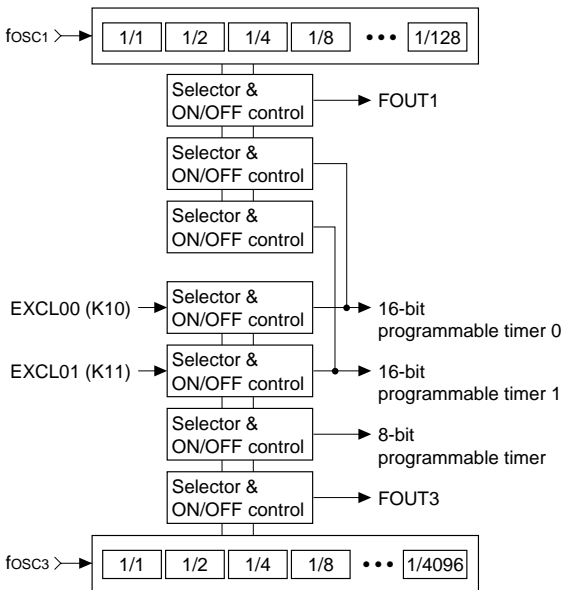 fOSC1
1/1 1/2 1/4 1/8 ••• 1/128
Selector &
ON/OFF control
FOUT1
Selector &
ON/OFF control
Selector &
ON/OFF control
EXCL00 (K10)
Selector &
ON/OFF control
16-bit
programmable timer 0
EXCL01 (K11)
Selector &
ON/OFF control
16-bit
programmable timer 1
Selector &
ON/OFF control
8-bit
programmable timer
Selector &
ON/OFF control
FOUT3
fOSC3
1/1 1/2 1/4 1/8 ••• 1/4096